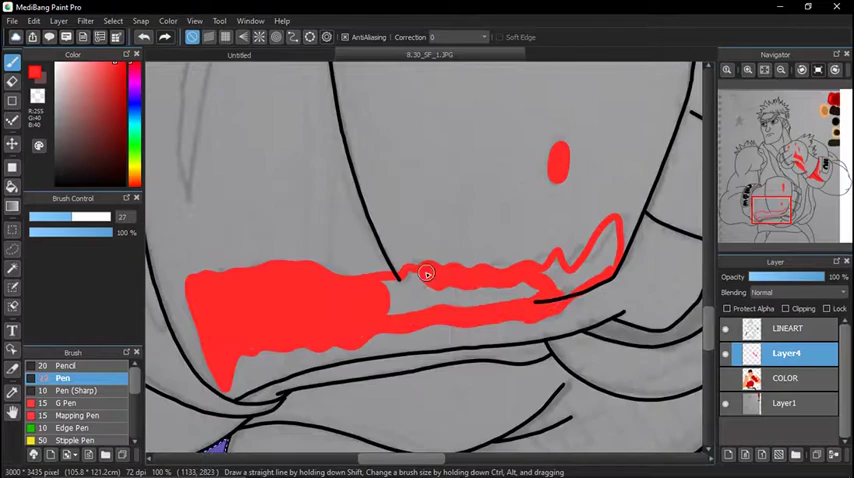 MediBang Paint Pro
File Edit Layer Filter Select Snap Color View Tool Window Help
AntiAliasing Correction 0 Soft Edge
Color
Untitled
8.30_SF_1.JPG
Navigator
R:255
G:40
B:40
Brush Control
27
100 %
Layer
Opacity 100 %
Blending Normal
Protect Alpha Clipping Lock
LINEART
Layer4
COLOR
Layer1
Brush
20 Pencil
Pen
10 Pen (Sharp)
15 G Pen
15 Mapping Pen
10 Edge Pen
50 Stipple Pen
3000 * 3435 pixel (105.8 * 121.2cm) 72 dpi 100 % ( 1133, 2823 ) Draw a straight line by holding down Shift, Change a brush size by holding down Ctrl, Alt, and dragging